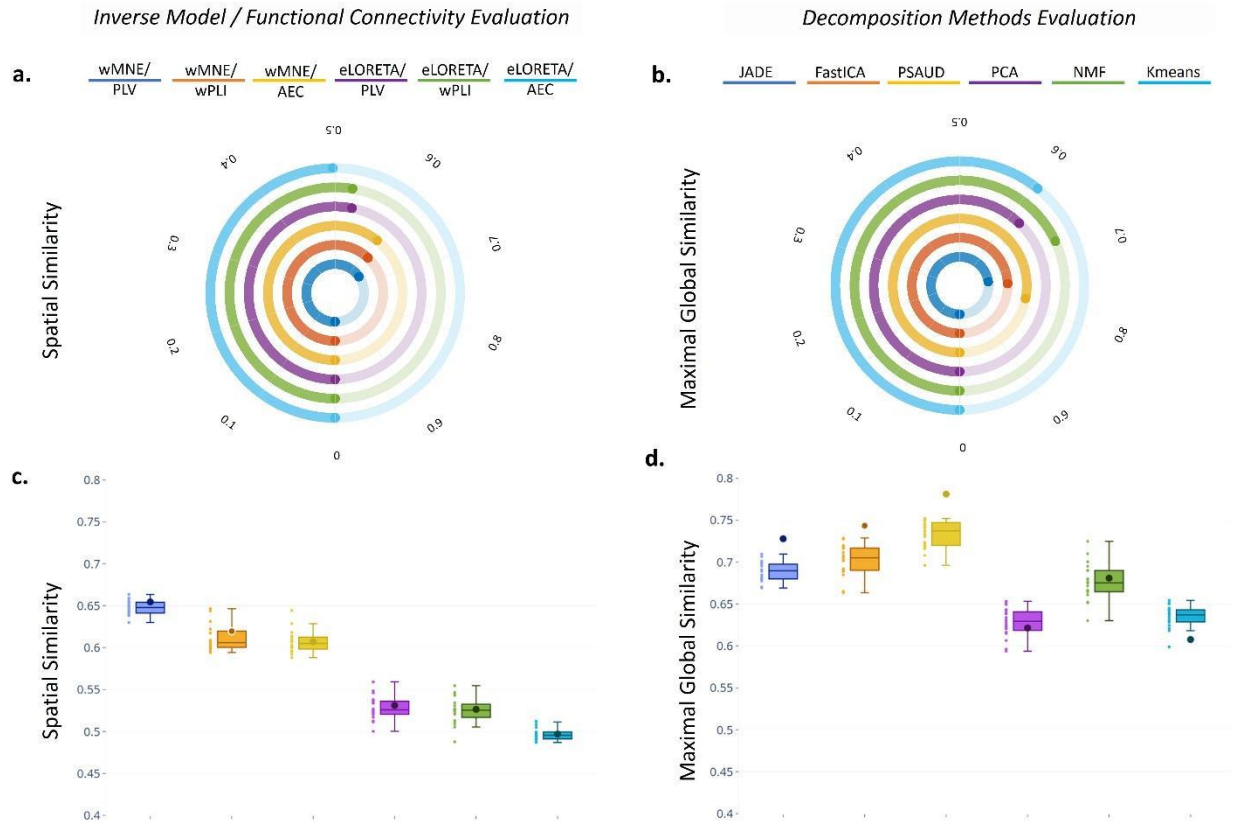 Inverse Model / Functional Connectivity Evaluation
Decomposition Methods Evaluation
a.
wMNE/ wMNE/ wMNE/ eLORETA/ eLORETA/ eLORETA/
PLV wPLI AEC PLV wPLI AEC
b.
JADE FastICA PSAUD PCA NMF Kmeans
Spatial Similarity
0.5
0.4
0.6
0.3
0.7
0.2
0.8
0.1
0.9
0
Maximal Global Similarity
0.5
0.4
0.6
0.3
0.7
0.2
0.8
0.1
0.9
0
c.
Spatial Similarity
0.8
0.75
0.7
0.65
0.6
0.55
0.5
0.45
0.4
d.
Maximal Global Similarity
0.8
0.75
0.7
0.65
0.6
0.55
0.5
0.45
0.4